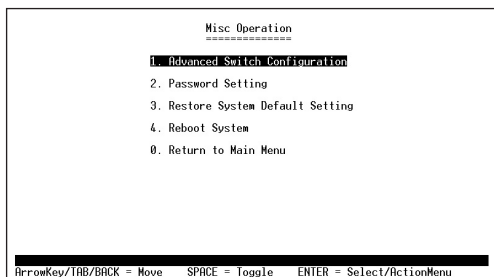 Misc Operation
==============
1. Advanced Switch Configuration
2. Password Setting
3. Restore System Default Setting
4. Reboot System
0. Return to Main Menu
ArrowKey/TAB/BACK = Move SPACE = Toggle ENTER = Select/ActionMenu